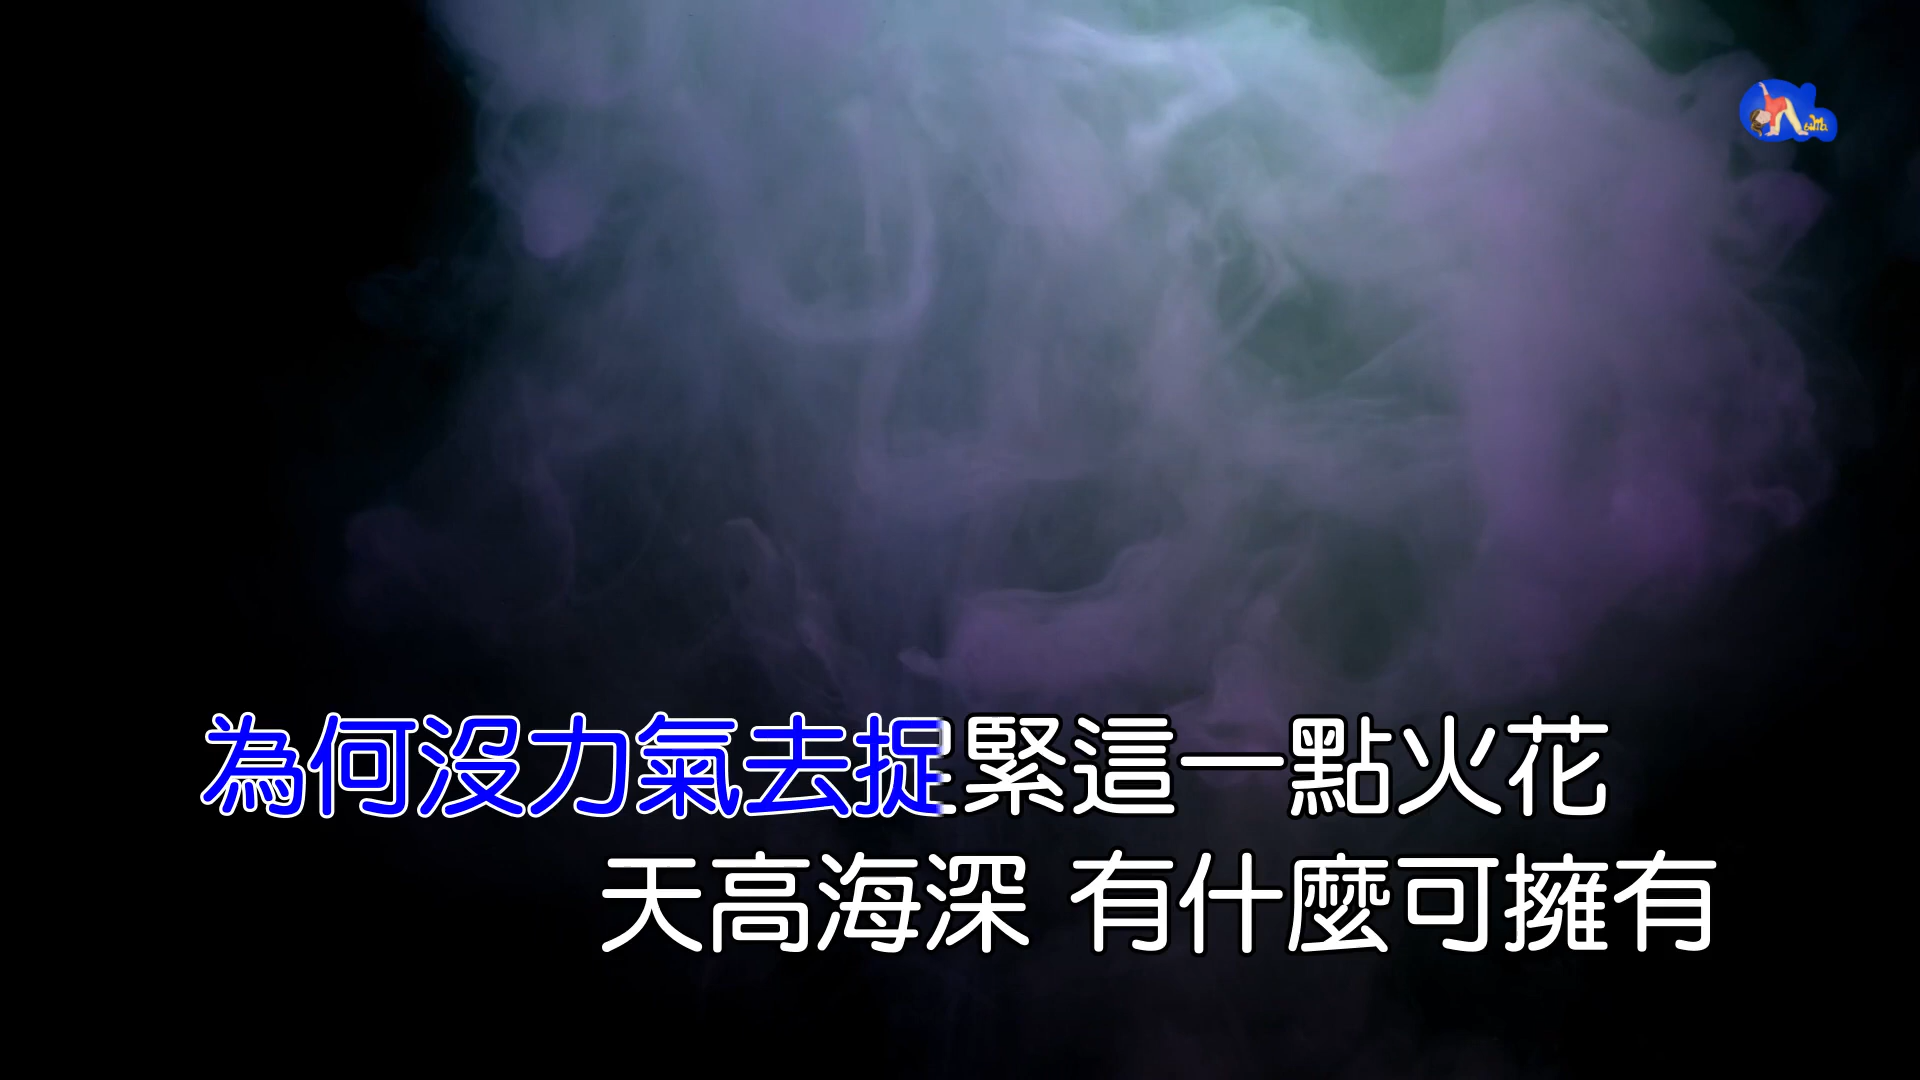 為何沒力氣去捉緊這一點火花
天高海深 有什麼可擁有